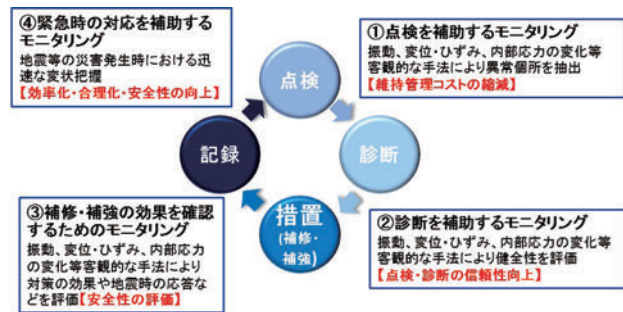 ④緊急時の対応を補助する
モニタリング
地震等の災害発生時における迅
速な変状把握
【効率化・合理化・安全性の向上】
①点検を補助するモニタリング
振動、変位・ひずみ、内部応力の変化等
客観的な手法により異常個所を抽出
【維持管理コストの縮減】
点検
記録
診断
措置
(補修・
補強)
③補修・補強の効果を確認
するためのモニタリング
振動、変位・ひずみ、内部応力
の変化等客観的な手法により
対策の効果や地震時の応答な
どを評価【安全性の評価】
②診断を補助するモニタリング
振動、変位・ひずみ、内部応力の変化等
客観的な手法により健全性を評価
【点検・診断の信頼性向上】